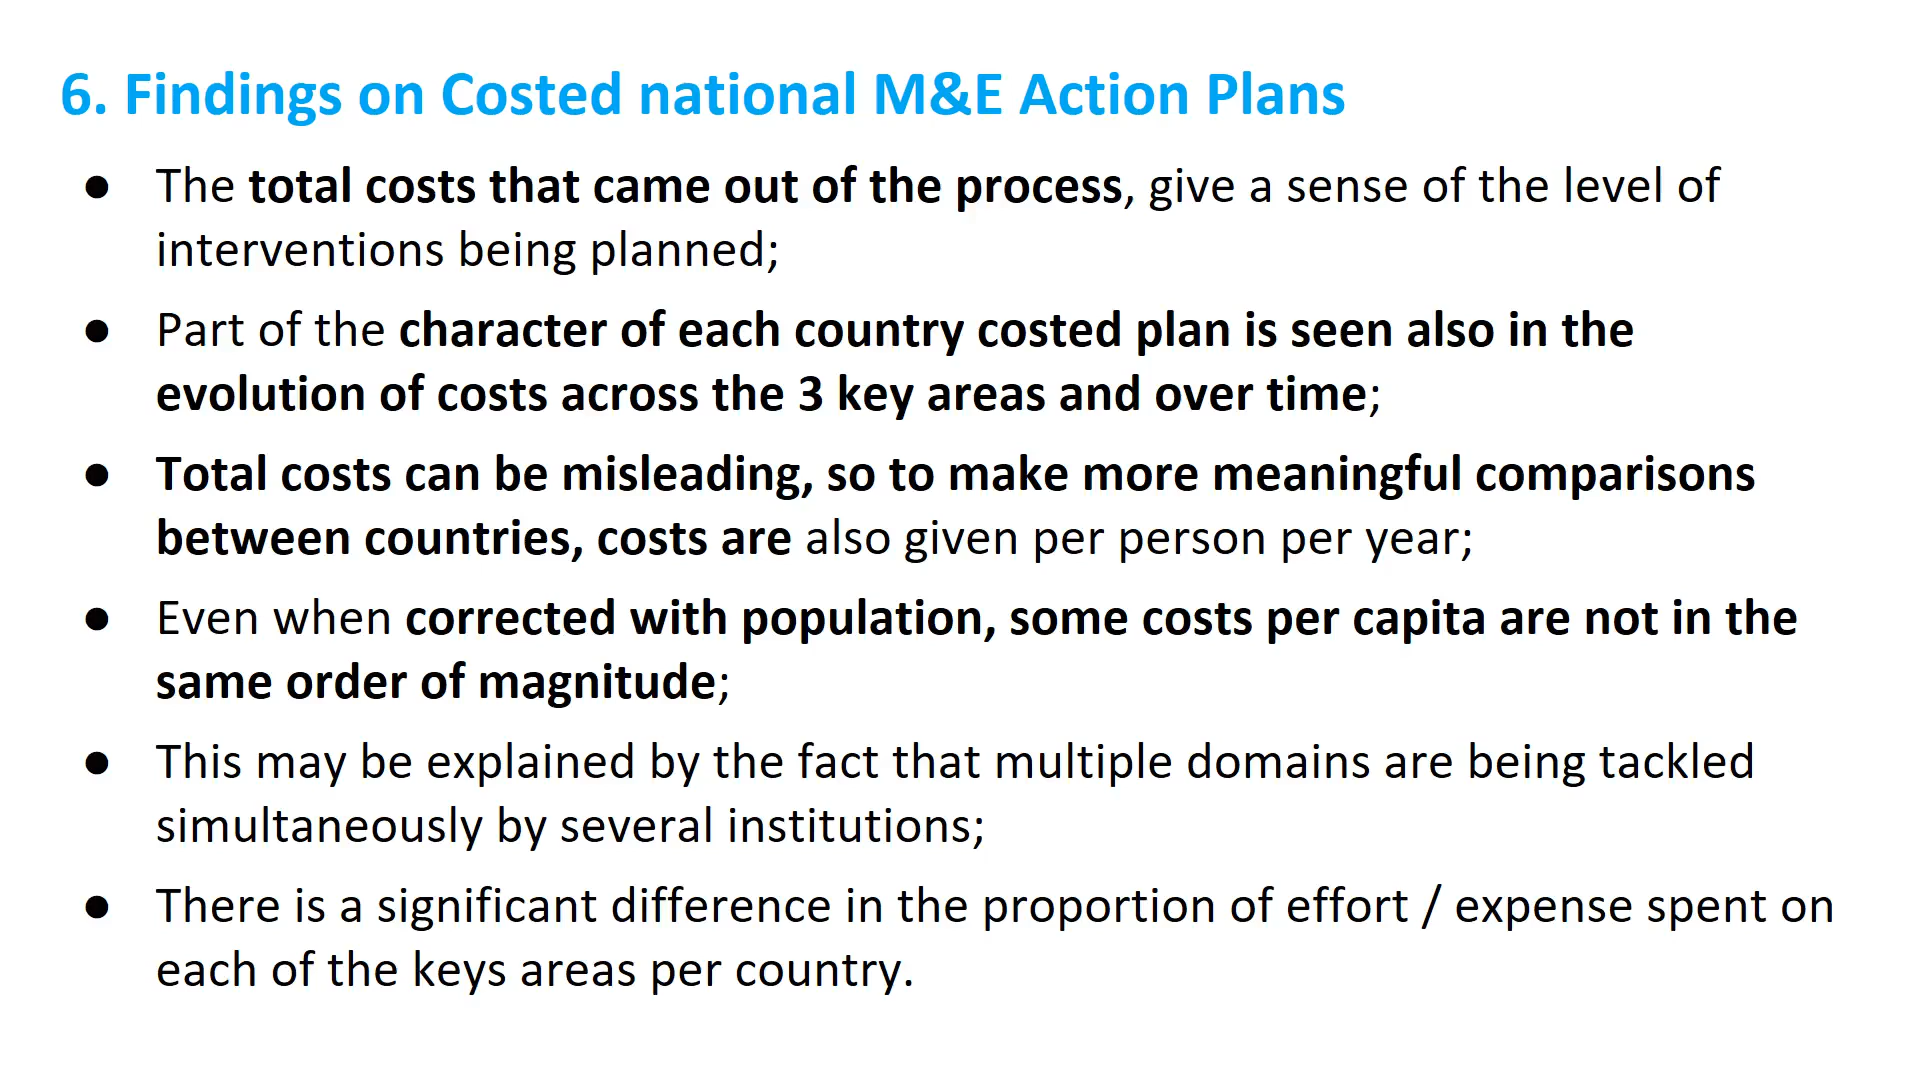 6. Findings on Costed national M&E Action Plans
● The total costs that came out of the process, give a sense of the level of
interventions being planned;
● Part of the character of each country costed plan is seen also in the
evolution of costs across the 3 key areas and over time;
● Total costs can be misleading, so to make more meaningful comparisons
between countries, costs are also given per person per year;
● Even when corrected with population, some costs per capita are not in the
same order of magnitude;
● This may be explained by the fact that multiple domains are being tackled
simultaneously by several institutions;
● There is a significant difference in the proportion of effort / expense spent on
each of the keys areas per country.